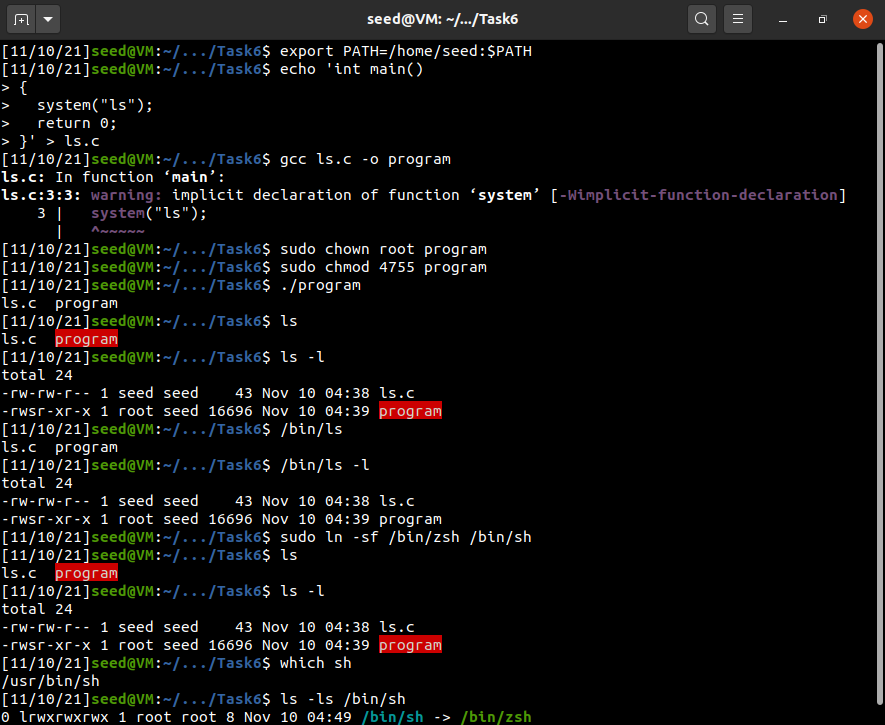 seed@VM: ~/.../Task6
[11/10/21]seed@VM:~/.../Task6$ export PATH=/home/seed:$PATH
[11/10/21]seed@VM:~/.../Task6$ echo 'int main()
> {
>   system("ls");
>   return 0;
> }' > ls.c
[11/10/21]seed@VM:~/.../Task6$ gcc ls.c -o program
ls.c: In function ‘main’:
ls.c:3:3: warning: implicit declaration of function ‘system’ [-Wimplicit-function-declaration]
    3 |   system("ls");
      |   ^~~~~~
[11/10/21]seed@VM:~/.../Task6$ sudo chown root program
[11/10/21]seed@VM:~/.../Task6$ sudo chmod 4755 program
[11/10/21]seed@VM:~/.../Task6$ ./program
ls.c  program
[11/10/21]seed@VM:~/.../Task6$ ls
ls.c  program
[11/10/21]seed@VM:~/.../Task6$ ls -l
total 24
-rw-rw-r-- 1 seed seed    43 Nov 10 04:38 ls.c
-rwsr-xr-x 1 root seed 16696 Nov 10 04:39 program
[11/10/21]seed@VM:~/.../Task6$ /bin/ls
ls.c  program
[11/10/21]seed@VM:~/.../Task6$ /bin/ls -l
total 24
-rw-rw-r-- 1 seed seed    43 Nov 10 04:38 ls.c
-rwsr-xr-x 1 root seed 16696 Nov 10 04:39 program
[11/10/21]seed@VM:~/.../Task6$ sudo ln -sf /bin/zsh /bin/sh
[11/10/21]seed@VM:~/.../Task6$ ls
ls.c  program
[11/10/21]seed@VM:~/.../Task6$ ls -l
total 24
-rw-rw-r-- 1 seed seed    43 Nov 10 04:38 ls.c
-rwsr-xr-x 1 root seed 16696 Nov 10 04:39 program
[11/10/21]seed@VM:~/.../Task6$ which sh
/usr/bin/sh
[11/10/21]seed@VM:~/.../Task6$ ls -ls /bin/sh
0 lrwxrwxrwx 1 root root 8 Nov 10 04:49 /bin/sh -> /bin/zsh